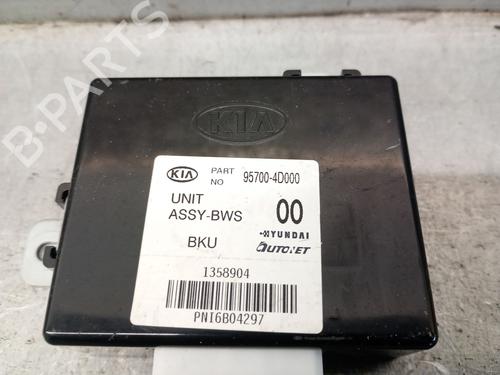 B-PARTS
KIA
KIA PART NO 95700-4D000
UNIT
ASSY-BWS 00
HYUNDAI
BKU AUTONET
1358904
PNI6B04297